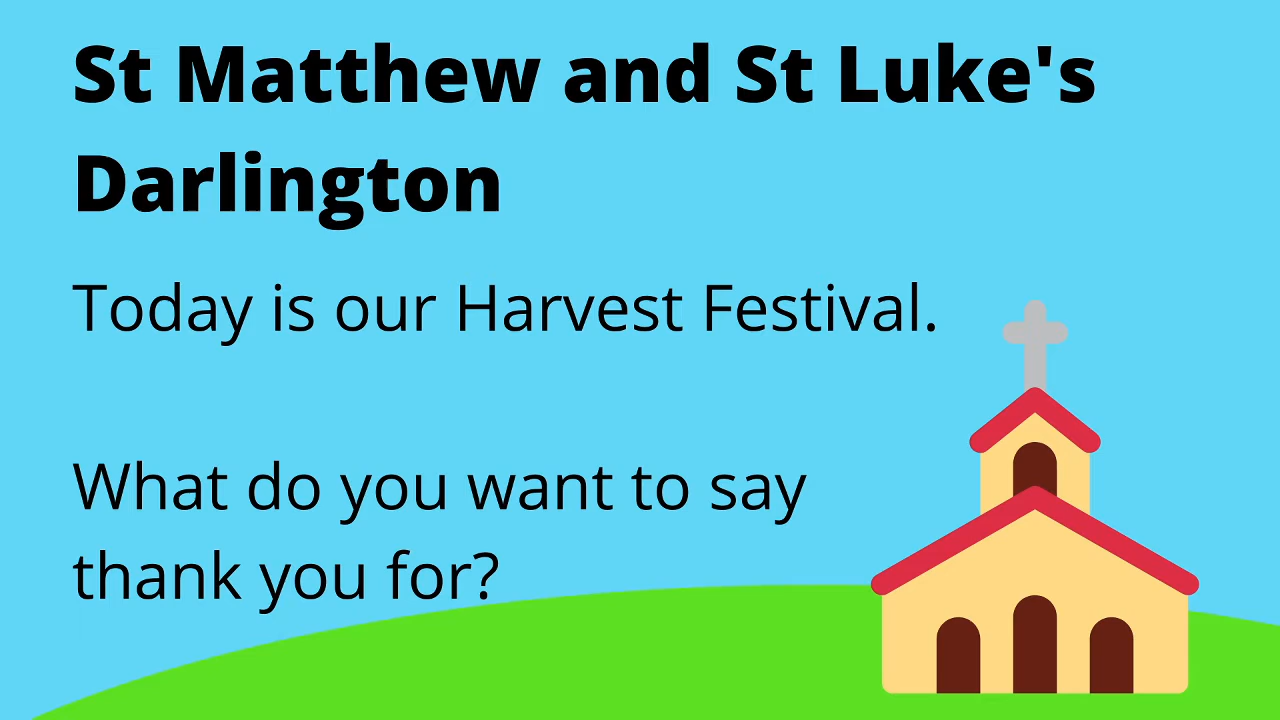 St Matthew and St Luke's
Darlington
Today is our Harvest Festival.
What do you want to say
thank you for?